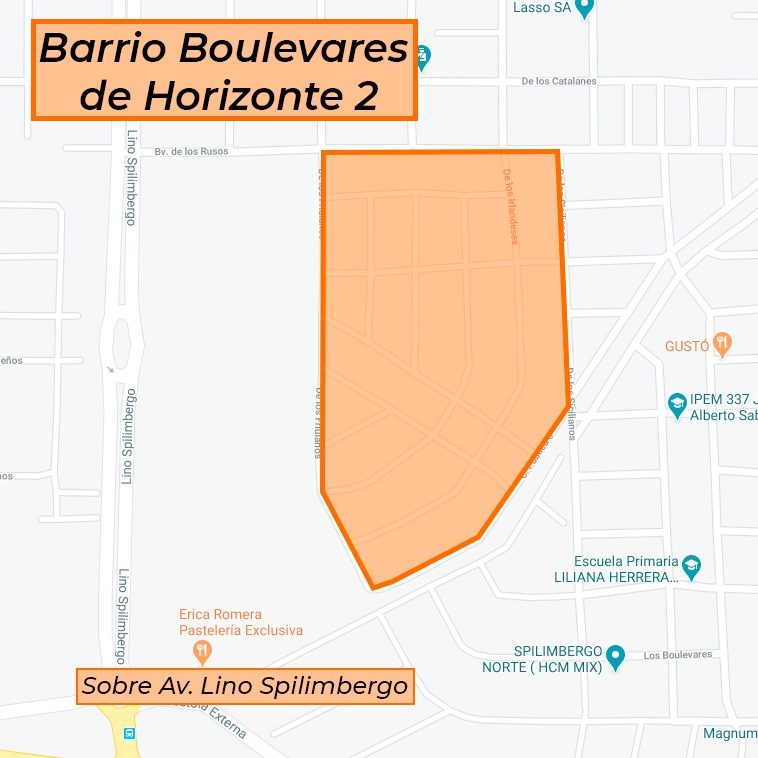 Lasso SA
Barrio Boulevares
de Horizonte 2
De los Catalanes
Bv. de los Rusos
Lino Spilimbergo
De los Irlandeses
GUSTÓ
eños
Lino Spilimbergo
De los Friulanos
De los Sicilianos
IPEM 337 J
Alberto Sab
Escuela Primaria
LILIANA HERRERA...
Lino Spilimbergo
Erica Romera
Pastelería Exclusiva
SPILIMBERGO
NORTE ( HCM MIX)
Los Boulevares
Sobre Av. Lino Spilimbergo
Externa
Magnum